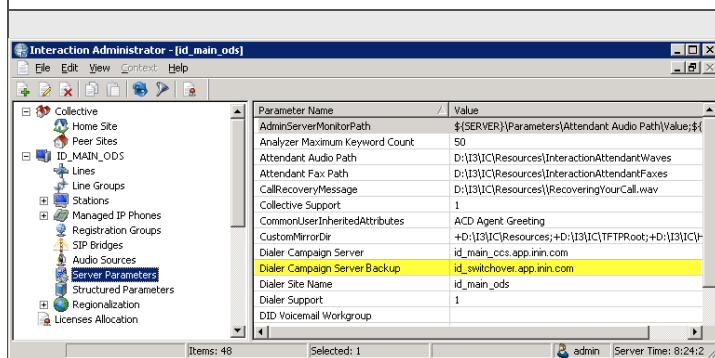 Interaction Administrator - [id_main_ods]
File Edit View Context Help
Collective
Home Site
Peer Sites
ID_MAIN_ODS
Lines
Line Groups
Stations
Managed IP Phones
Registration Groups
SIP Bridges
Audio Sources
Server Parameters
Structured Parameters
Regionalization
Licenses Allocation
Parameter Name Value
AdminServerMonitorPath ${SERVER}\Parameters\Attendant Audio Path\Value;${
Analyzer Maximum Keyword Count 50
Attendant Audio Path D:\I3\IC\Resources\InteractionAttendantWaves
Attendant Fax Path D:\I3\IC\Resources\InteractionAttendantFaxes
CallRecoveryMessage D:\I3\IC\Resources\\RecoveringYourCall.wav
Collective Support 1
CommonUserInheritedAttributes ACD Agent Greeting
CustomMirrorDir +D:\I3\IC\Resources;+D:\I3\IC\TFTPRoot;+D:\I3\IC\H
Dialer Campaign Server id_main_ccs.app.inin.com
Dialer Campaign Server Backup id_switchover.app.inin.com
Dialer Site Name id_main_ods
Dialer Support 1
DID Voicemail Workgroup
Items: 48 Selected: 1 admin Server Time: 8:24:2